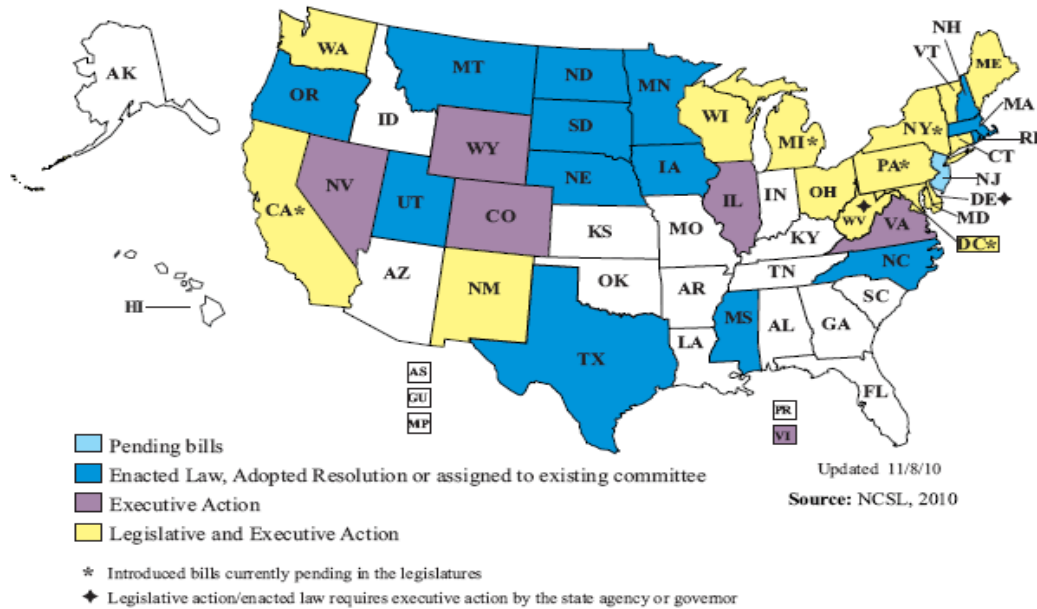 NH
WA
VT
ME
AK
MT
ND
MN
OR
MA
ID
SD
WI
NY*
MI*
RI
WY
CT
PA*
IA
NJ
NE
NV
OH
DE✦
IL
IN
UT
✦
WV
MD
CA*
CO
VA
DC*
KS
MO
KY
NC
TN
AZ
OK
NM
AR
SC
HI
MS
AL
GA
LA
TX
FL
AS
GU
PR
MP
VI
Pending bills
Updated 11/8/10
Enacted Law, Adopted Resolution or assigned to existing committee
Source: NCSL, 2010
Executive Action
Legislative and Executive Action
* Introduced bills currently pending in the legislatures
✦ Legislative action/enacted law requires executive action by the state agency or governor